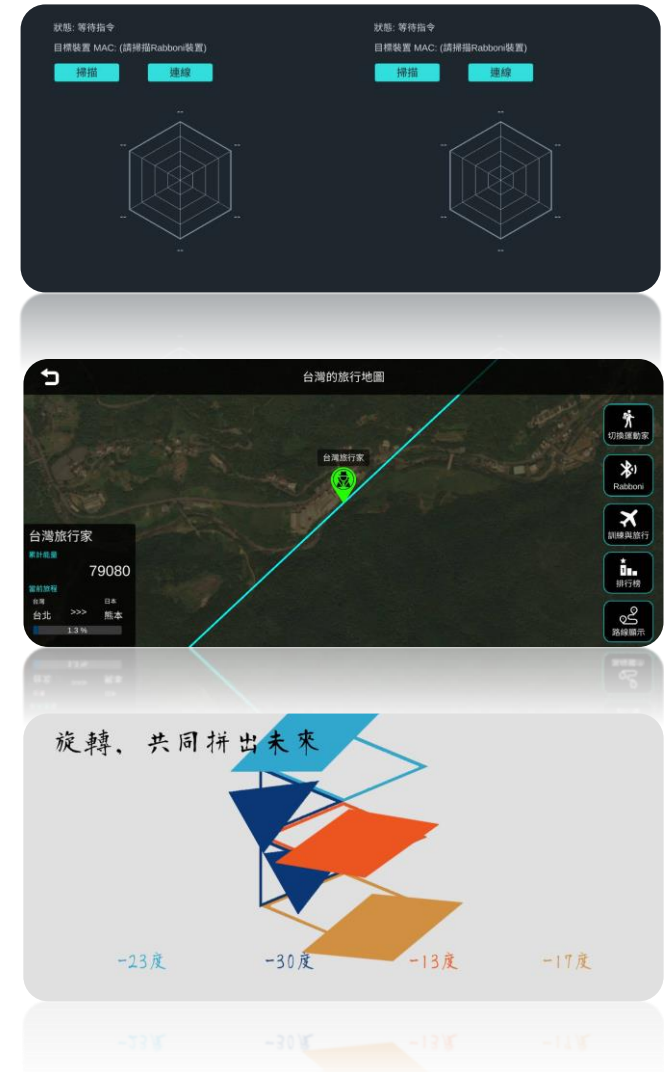 狀態: 等待指令
目標裝置 MAC: (請掃描Rabboni裝置)
掃描 連線
狀態: 等待指令
目標裝置 MAC: (請掃描Rabboni裝置)
掃描 連線
台灣的旅行地圖
台灣旅行家
切換運動家
Rabboni
訓練與旅行
排行榜
路線顯示
台灣旅行家
累計能量
79080
當前旅程
台灣 日本
台北 >>> 熊本
1.3 %
旋轉、共同拼出未來
-23度 -30度 -13度 -17度